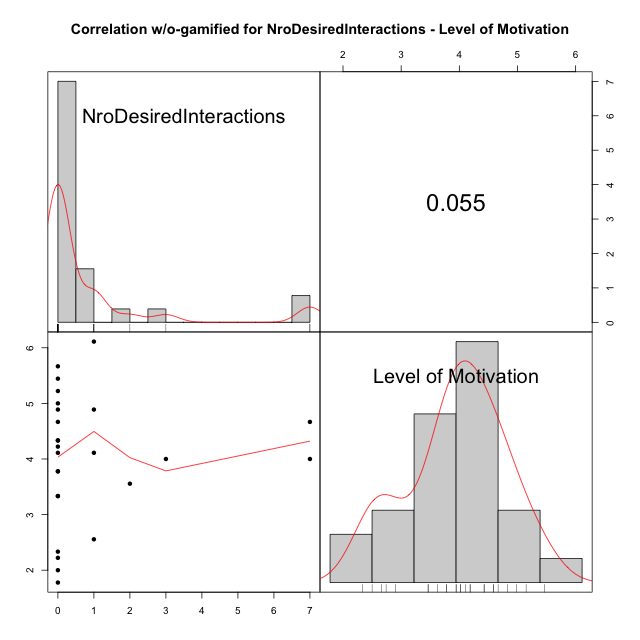 Correlation w/o-gamified for NroDesiredInteractions - Level of Motivation
2 3 4 5 6
NroDesiredInteractions
0.055
7
6
5
4
3
2
1
0
6
5
4
3
2
Level of Motivation
0 1 2 3 4 5 6 7